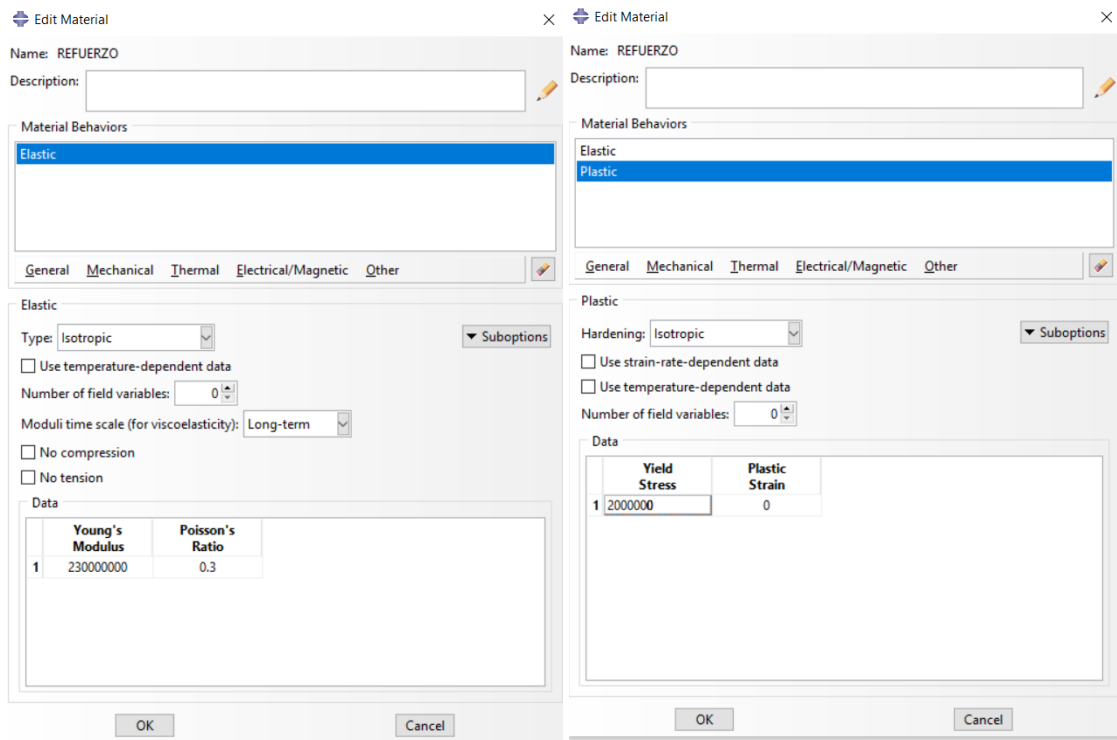 Edit Material
Name: REFUERZO
Description:
Material Behaviors
Elastic
General Mechanical Thermal Electrical/Magnetic Other
Elastic
Type: Isotropic
Suboptions
Use temperature-dependent data
Number of field variables: 0
Moduli time scale (for viscoelasticity): Long-term
No compression
No tension
Data
Young's Modulus
Poisson's Ratio
1 230000000 0.3
OK Cancel
Edit Material
Name: REFUERZO
Description:
Material Behaviors
Elastic
Plastic
General Mechanical Thermal Electrical/Magnetic Other
Plastic
Hardening: Isotropic
Suboptions
Use strain-rate-dependent data
Use temperature-dependent data
Number of field variables: 0
Data
Yield Stress
Plastic Strain
1 2000000 0
OK Cancel